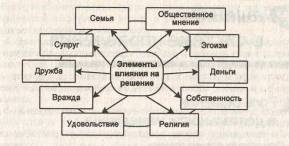 Семья
Общественное
мнение
Супруг
Эгоизм
Элементы
влияния на
решение
Дружба
Деньги
Вражда
Собственность
Удовольствие
Религия